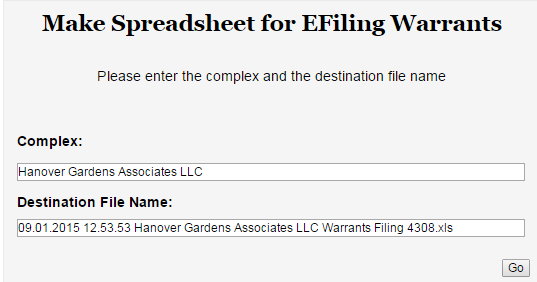 Make Spreadsheet for EFiling Warrants
Please enter the complex and the destination file name
Complex:
Hanover Gardens Associates LLC
Destination File Name:
09.01.2015 12.53.53 Hanover Gardens Associates LLC Warrants Filing 4308.xls
Go